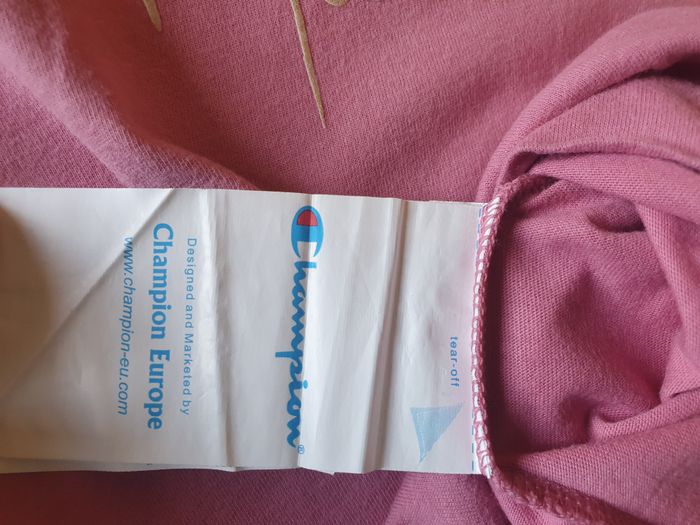 tear-off
Champion®
Designed and Marketed by
Champion Europe
www.champion-eu.com